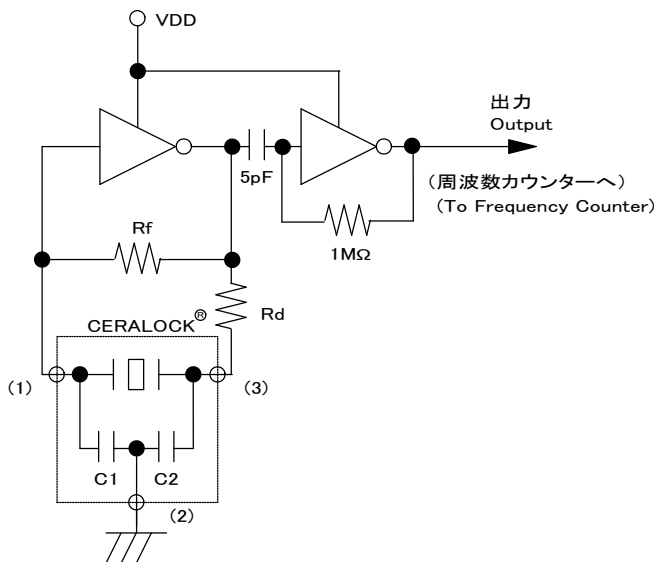 VDD
出力
Output
5pF
(周波数カウンターへ)
(To Frequency Counter)
Rf
1MΩ
Rd
CERALOCK®
(1)
(3)
C1
C2
(2)